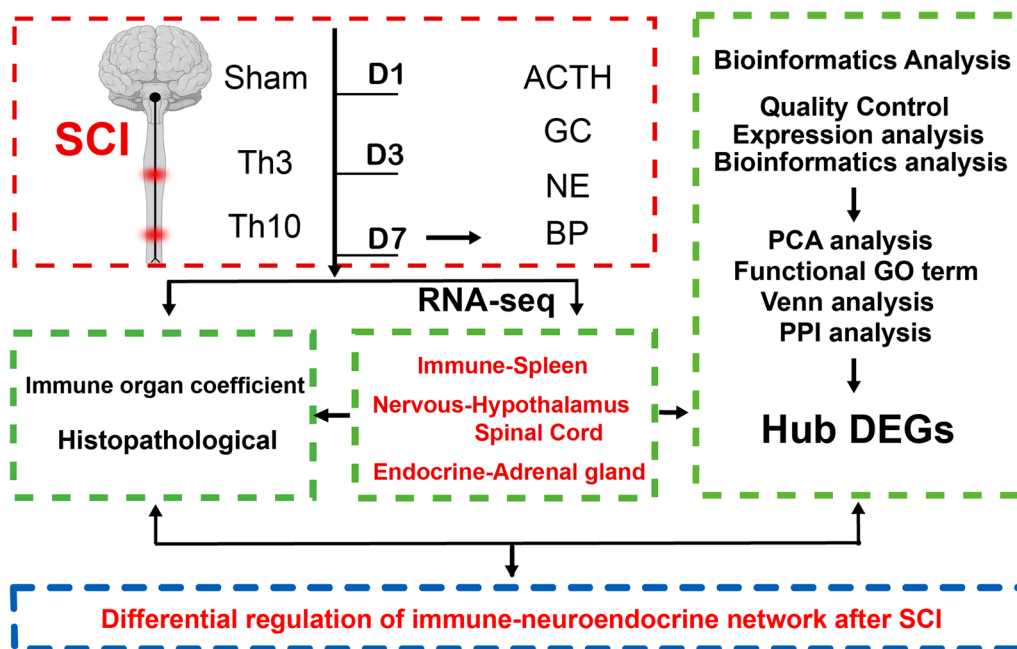 SCI
Sham
Th3
Th10
D1
D3
D7
ACTH
GC
NE
BP
RNA-seq
Immune organ coefficient
Histopathological
Immune-Spleen
Nervous-Hypothalamus
Spinal Cord
Endocrine-Adrenal gland
Bioinformatics Analysis
Quality Control
Expression analysis
Bioinformatics analysis
PCA analysis
Functional GO term
Venn analysis
PPI analysis
Hub DEGs
Differential regulation of immune-neuroendocrine network after SCI